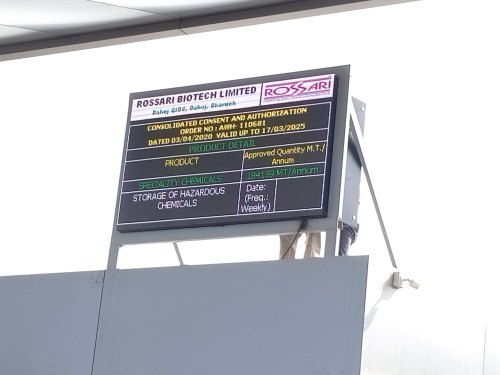 ROSSARI BIOTECH LIMITED
Dahej GIDC, Dahej, Bharuch
ROSSARI
CONSOLIDATED CONSENT AND AUTHORIZATION
ORDER NO : AWH- 110681
DATED 03/04/2020 VALID UP TO 17/03/2025
PRODUCT DETAIL
PRODUCT
Approved Quantity M.T./
Annum
SPECIALITY CHEMICALS
184139 MT/Annum
STORAGE OF HAZARDOUS
CHEMICALS
Date:
(Freq.:
Weekly)